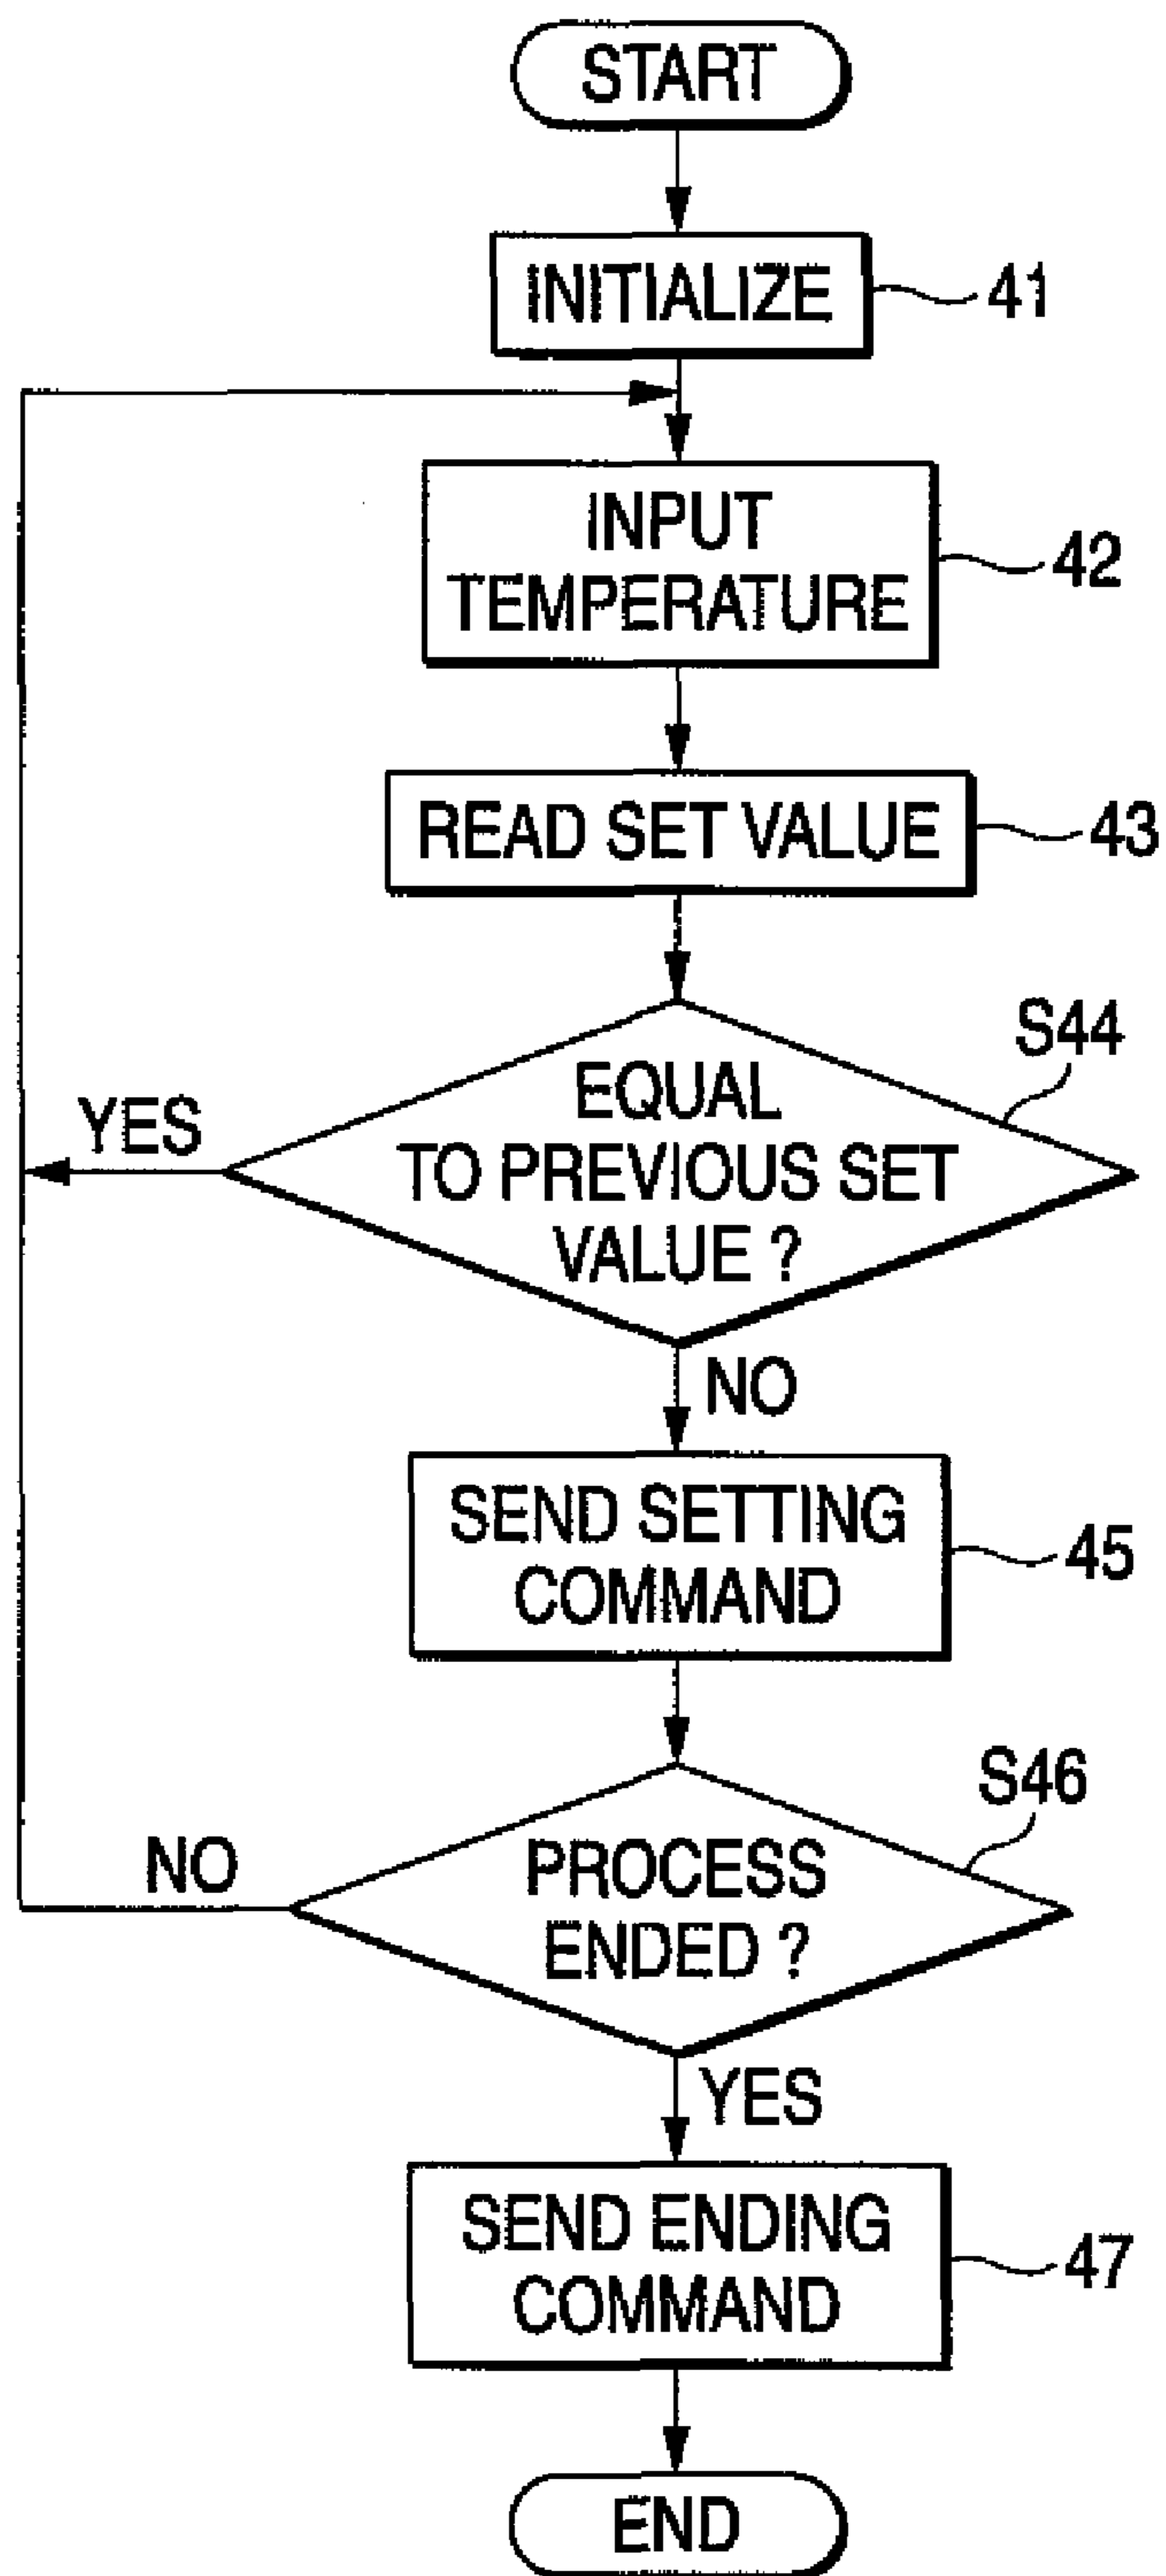 START
INITIALIZE
41
INPUT
TEMPERATURE
42
READ SET VALUE
43
S44
EQUAL
TO PREVIOUS SET
VALUE ?
YES
NO
SEND SETTING
COMMAND
45
S46
PROCESS
ENDED ?
NO
YES
SEND ENDING
COMMAND
47
END